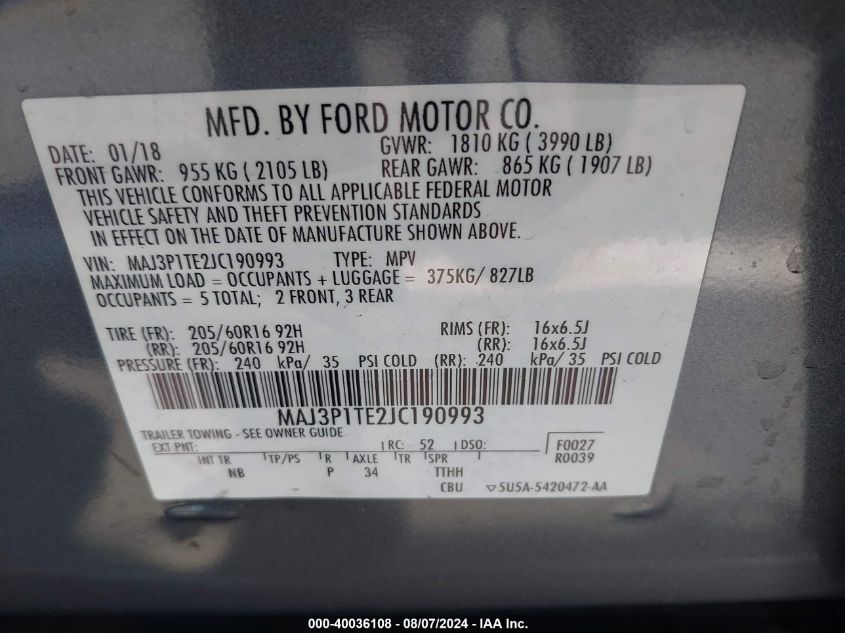 MFD. BY FORD MOTOR CO.
DATE: 01/18 GVWR: 1810 KG ( 3990 LB)
FRONT GAWR: 955 KG ( 2105 LB) REAR GAWR: 865 KG ( 1907 LB)
THIS VEHICLE CONFORMS TO ALL APPLICABLE FEDERAL MOTOR
VEHICLE SAFETY AND THEFT PREVENTION STANDARDS
IN EFFECT ON THE DATE OF MANUFACTURE SHOWN ABOVE.
VIN: MAJ3P1TE2JC190993 TYPE: MPV
MAXIMUM LOAD = OCCUPANTS + LUGGAGE = 375KG/ 827LB
OCCUPANTS = 5 TOTAL; 2 FRONT, 3 REAR
TIRE (FR): 205/60R16 92H RIMS (FR): 16x6.5J
(RR): 205/60R16 92H (RR): 16x6.5J
PRESSURE (FR): 240 kPa/ 35 PSI COLD (RR): 240 kPa/ 35 PSI COLD
MAJ3P1TE2JC190993
TRAILER TOWING - SEE OWNER GUIDE
EXT PNT: RC: 52 DSO: F0027
INT TR TP/PS R AXLE TR SPR R0039
NB P 34 TTHH
CBU ▽5U5A-5420472-AA
000-40036108 - 08/07/2024 - IAA Inc.